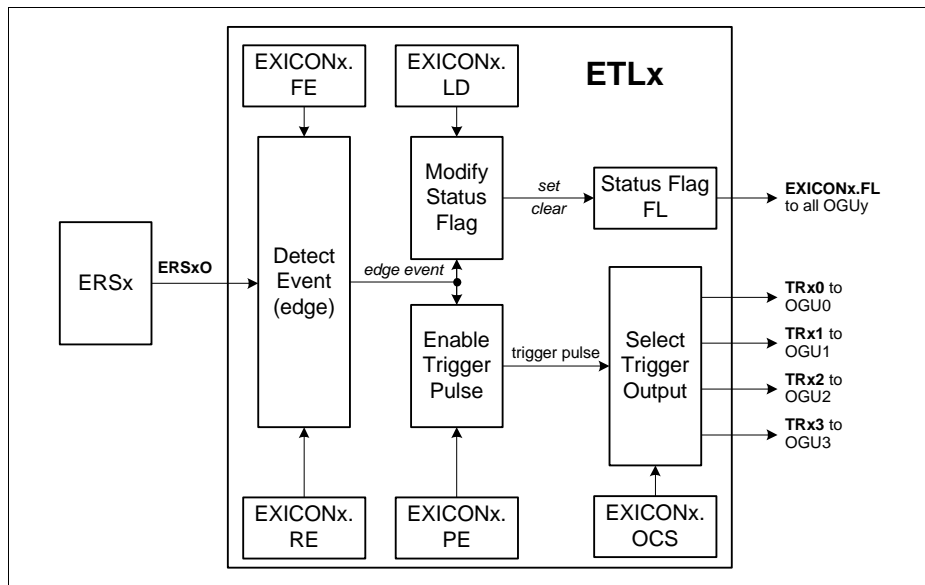 EXICONx.
FE
EXICONx.
LD
ETLx
Modify
Status
Flag
set
clear
Status Flag
FL
EXICONx.FL
to all OGUy
ERSx
ERSxO
Detect
Event
(edge)
edge event
Enable
Trigger
Pulse
trigger pulse
Select
Trigger
Output
TRx0 to
OGU0
TRx1 to
OGU1
TRx2 to
OGU2
TRx3 to
OGU3
EXICONx.
RE
EXICONx.
PE
EXICONx.
OCS